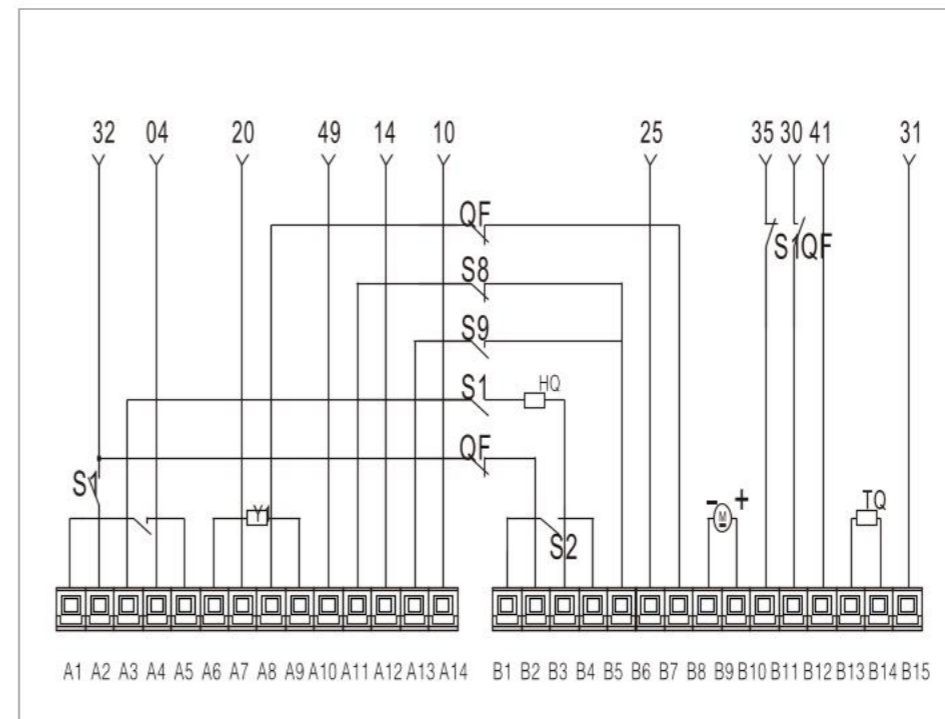 32 04 20 49 14 10 25 35 30 41 31
QF
S1 QF
S8
S9
S1 HQ
QF
S1
Y1 - M + TQ
S2
A1 A2 A3 A4 A5 A6 A7 A8 A9 A10 A11 A12 A13 A14 B1 B2 B3 B4 B5 B6 B7 B8 B9 B10 B11 B12 B13 B14 B15